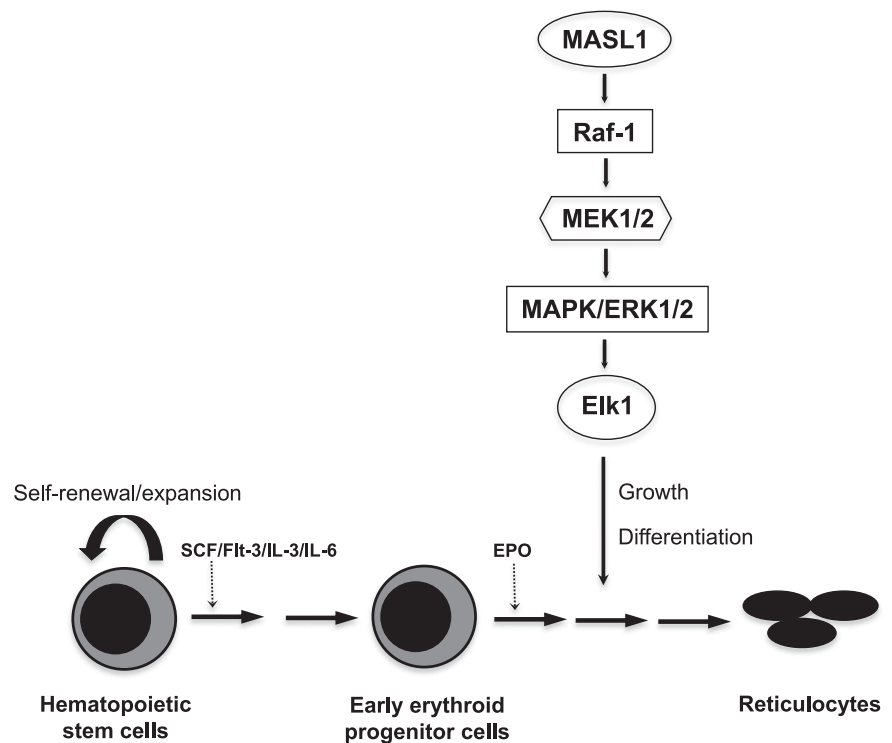 MASL1
Raf-1
MEK1/2
MAPK/ERK1/2
Elk1
Growth
Differentiation
Self-renewal/expansion
SCF/Flt-3/IL-3/IL-6
EPO
Hematopoietic
stem cells
Early erythroid
progenitor cells
Reticulocytes